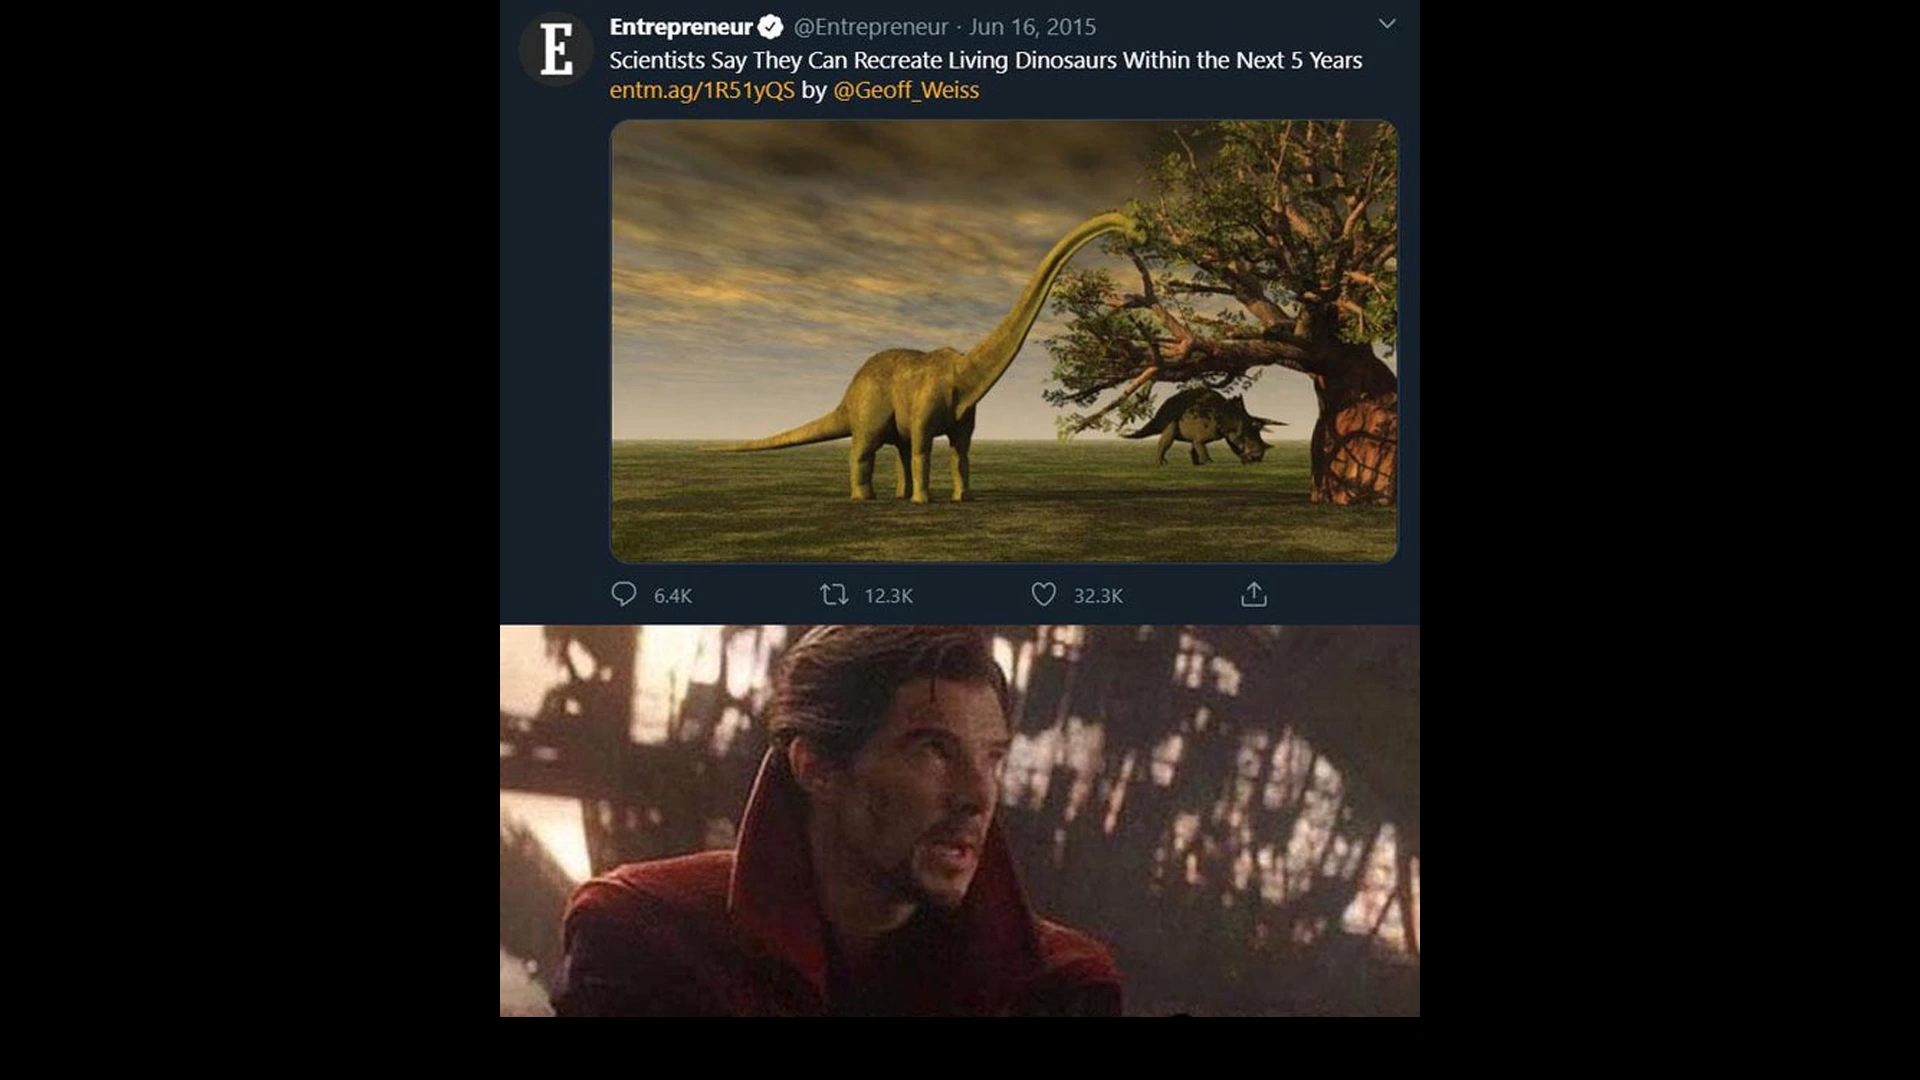 E
Entrepreneur @Entrepreneur · Jun 16, 2015
Scientists Say They Can Recreate Living Dinosaurs Within the Next 5 Years
entm.ag/1R51yQS by @Geoff_Weiss
6.4K 12.3K 32.3K